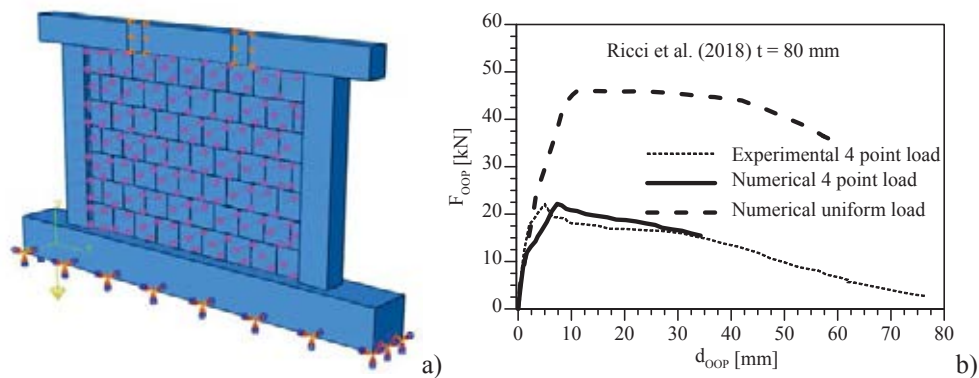 a)
60
50
40
30
20
10
0
F_OOP [kN]
Ricci et al. (2018) t = 80 mm
Experimental 4 point load
Numerical 4 point load
Numerical uniform load
0 10 20 30 40 50 60 70 80
d_OOP [mm]
b)